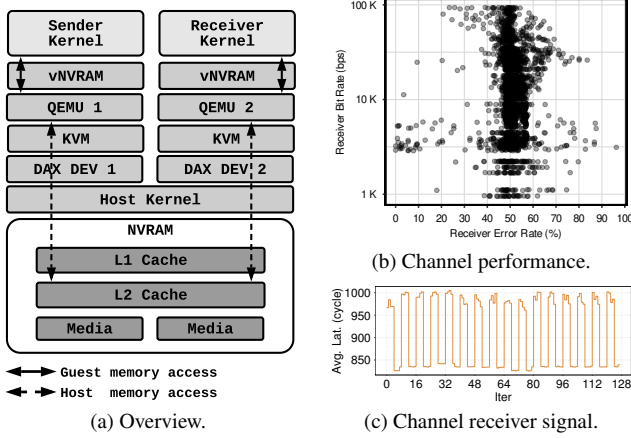 Sender Kernel
Receiver Kernel
vNVRAM
vNVRAM
QEMU 1
QEMU 2
KVM
KVM
DAX DEV 1
DAX DEV 2
Host Kernel
NVRAM
L1 Cache
L2 Cache
Media
Media
Guest memory access
Host memory access
(a) Overview.
Receiver Bit Rate (bps)
100 K
10 K
1 K
0 10 20 30 40 50 60 70 80 90 100
Receiver Error Rate (%)
(b) Channel performance.
Avg. Lat. (cycle)
1000
950
900
850
0 16 32 48 64 80 96 112 128
Iter
(c) Channel receiver signal.